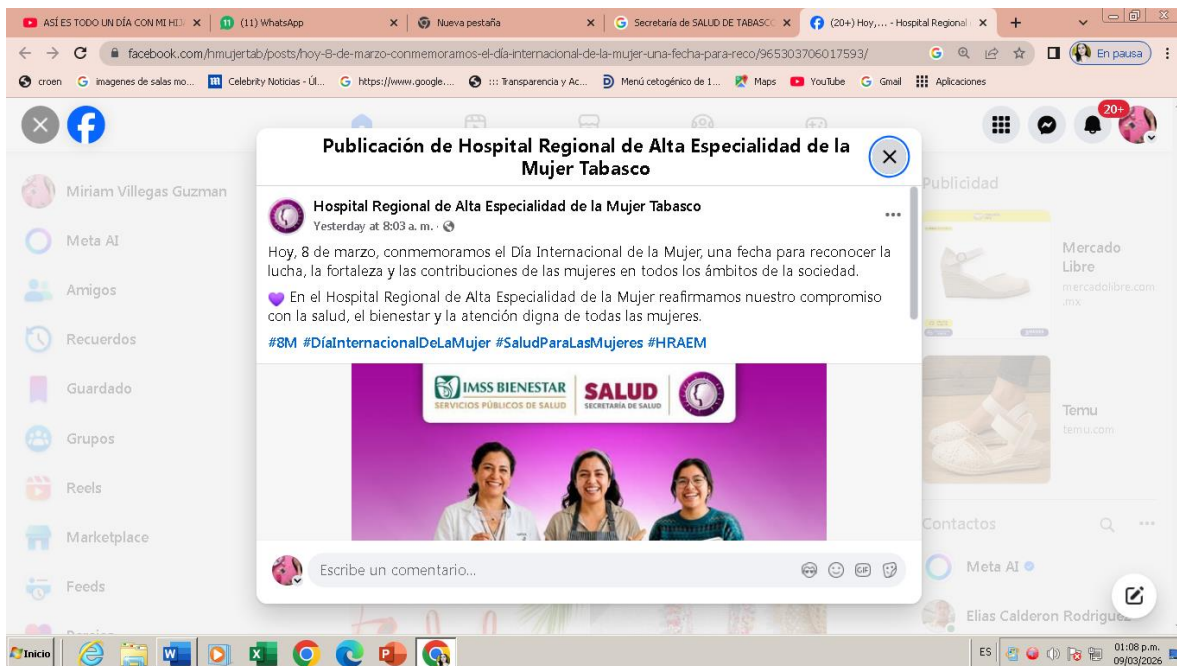 ASÍ ES TODO UN DÍA CON MI HIJ
(11) WhatsApp
Nueva pestaña
Secretaría de SALUD DE TABASCO
(20+) Hoy,... - Hospital Regional
facebook.com/hmujertab/posts/hoy-8-de-marzo-conmemoramos-el-día-internacional-de-la-mujer-una-fecha-para-reco/965303706017593/
En pausa
croen
imagenes de salas mo...
Celebrity Noticias - Úl...
https://www.google....
::: Transparencia y Ac...
Menú cetogénico de 1...
Maps
YouTube
Gmail
Aplicaciones
20+
Miriam Villegas Guzman
Meta AI
Amigos
Recuerdos
Guardado
Grupos
Reels
Marketplace
Feeds
Publicación de Hospital Regional de Alta Especialidad de la
Mujer Tabasco
Hospital Regional de Alta Especialidad de la Mujer Tabasco
Yesterday at 8:03 a. m. ·
Hoy, 8 de marzo, conmemoramos el Día Internacional de la Mujer, una fecha para reconocer la
lucha, la fortaleza y las contribuciones de las mujeres en todos los ámbitos de la sociedad.
💜 En el Hospital Regional de Alta Especialidad de la Mujer reafirmamos nuestro compromiso
con la salud, el bienestar y la atención digna de todas las mujeres.
#8M #DíaInternacionalDeLaMujer #SaludParaLasMujeres #HRAEM
IMSS BIENESTAR
SERVICIOS PÚBLICOS DE SALUD
SALUD
SECRETARÍA DE SALUD
Escribe un comentario...
GIF
Publicidad
Mercado
Libre
mercadolibre.com
.mx
Temu
temu.com
Contactos
Meta AI
Elias Calderon Rodriguez
Inicio
ES
01:08 p.m.
09/03/2026